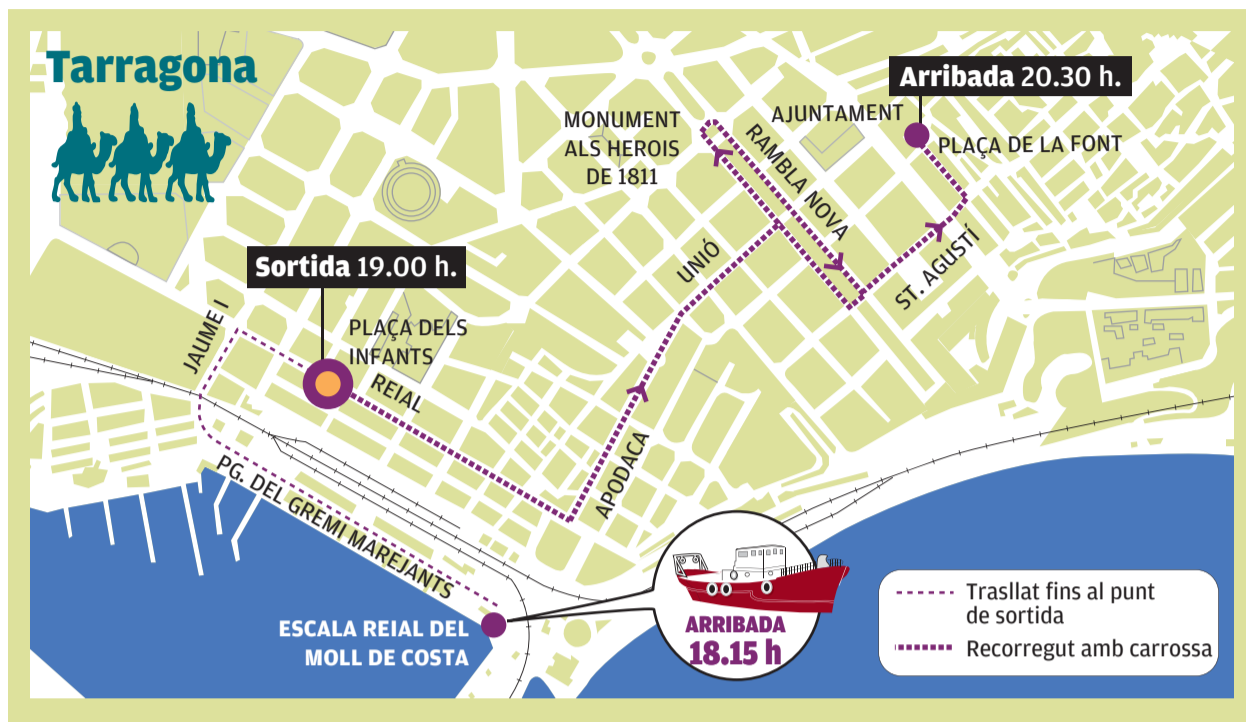 Tarragona
Arribada 20.30 h.
MONUMENT
ALS HEROIS
DE 1811
AJUNTAMENT
PLAÇA DE LA FONT
RAMBLA NOVA
UNIÓ
ST. AGUSTÍ
Sortida 19.00 h.
JAUME I
PLAÇA DELS
INFANTS
REIAL
APODACA
PG. DEL GREMI MAREJANTS
ESCALA REIAL DEL
MOLL DE COSTA
ARRIBADA
18.15 h
Trasllat fins al punt
de sortida
Recorregut amb carrossa